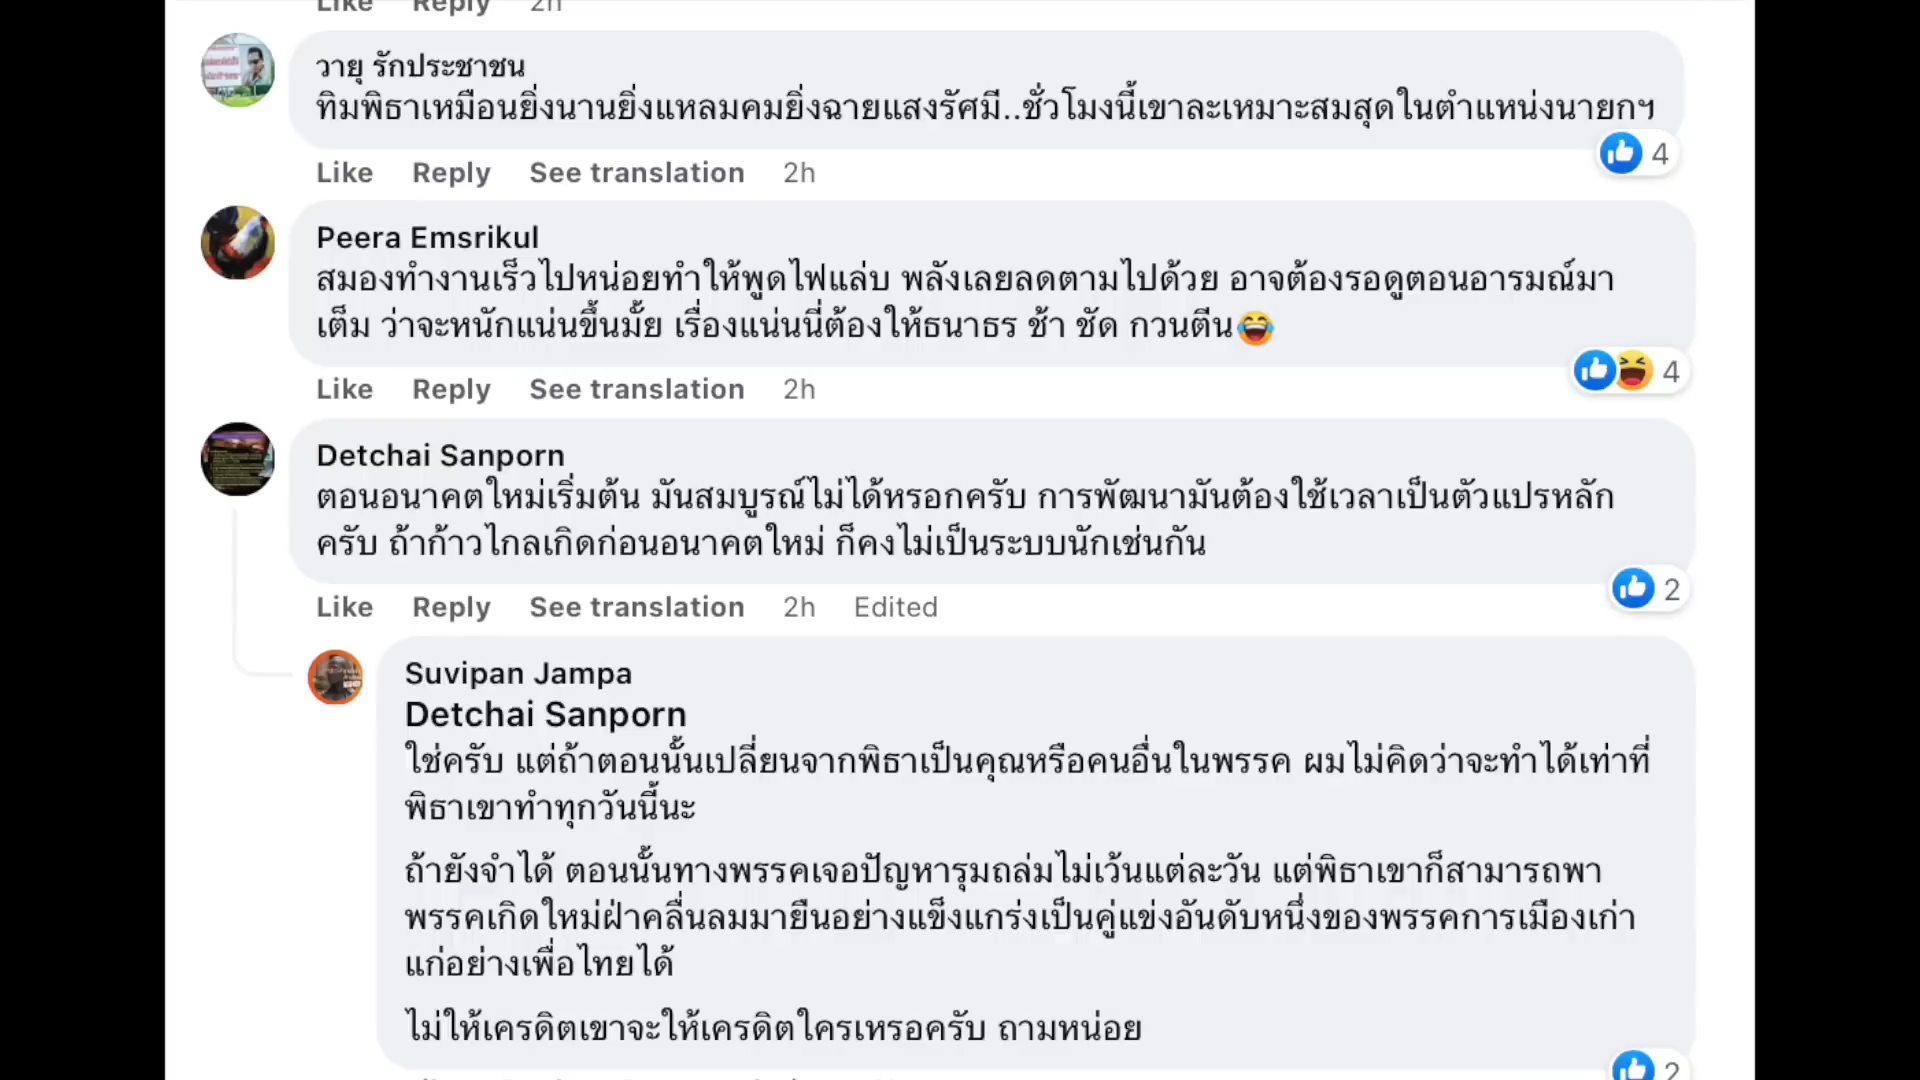 Like Reply 2h
วายุ รักประชาชน
ทิมพิธาเหมือนยิ่งนานยิ่งแหลมคมยิ่งฉายแสงรัศมี..ชั่วโมงนี้เขาละเหมาะสมสุดในตำแหน่งนายกฯ
4
Like Reply See translation 2h
Peera Emsrikul
สมองทำงานเร็วไปหน่อยทำให้พูดไฟแล่บ พลังเลยลดตามไปด้วย อาจต้องรอดูตอนอารมณ์มา
เต็ม ว่าจะหนักแน่นขึ้นมั้ย เรื่องแน่นนี่ต้องให้ธนาธร ช้า ชัด กวนตีน😂
4
Like Reply See translation 2h
Detchai Sanporn
ตอนอนาคตใหม่เริ่มต้น มันสมบูรณ์ไม่ได้หรอกครับ การพัฒนามันต้องใช้เวลาเป็นตัวแปรหลัก
ครับ ถ้าก้าวไกลเกิดก่อนอนาคตใหม่ ก็คงไม่เป็นระบบนักเช่นกัน
2
Like Reply See translation 2h Edited
Suvipan Jampa
Detchai Sanporn
ใช่ครับ แต่ถ้าตอนนั้นเปลี่ยนจากพิธาเป็นคุณหรือคนอื่นในพรรค ผมไม่คิดว่าจะทำได้เท่าที่
พิธาเขาทำทุกวันนี้นะ
ถ้ายังจำได้ ตอนนั้นทางพรรคเจอปัญหารุมถล่มไม่เว้นแต่ละวัน แต่พิธาเขาก็สามารถพา
พรรคเกิดใหม่ฝ่าคลื่นลมมายืนอย่างแข็งแกร่งเป็นคู่แข่งอันดับหนึ่งของพรรคการเมืองเก่า
แก่อย่างเพื่อไทยได้
ไม่ให้เครดิตเขาจะให้เครดิตใครเหรอครับ ถามหน่อย
2